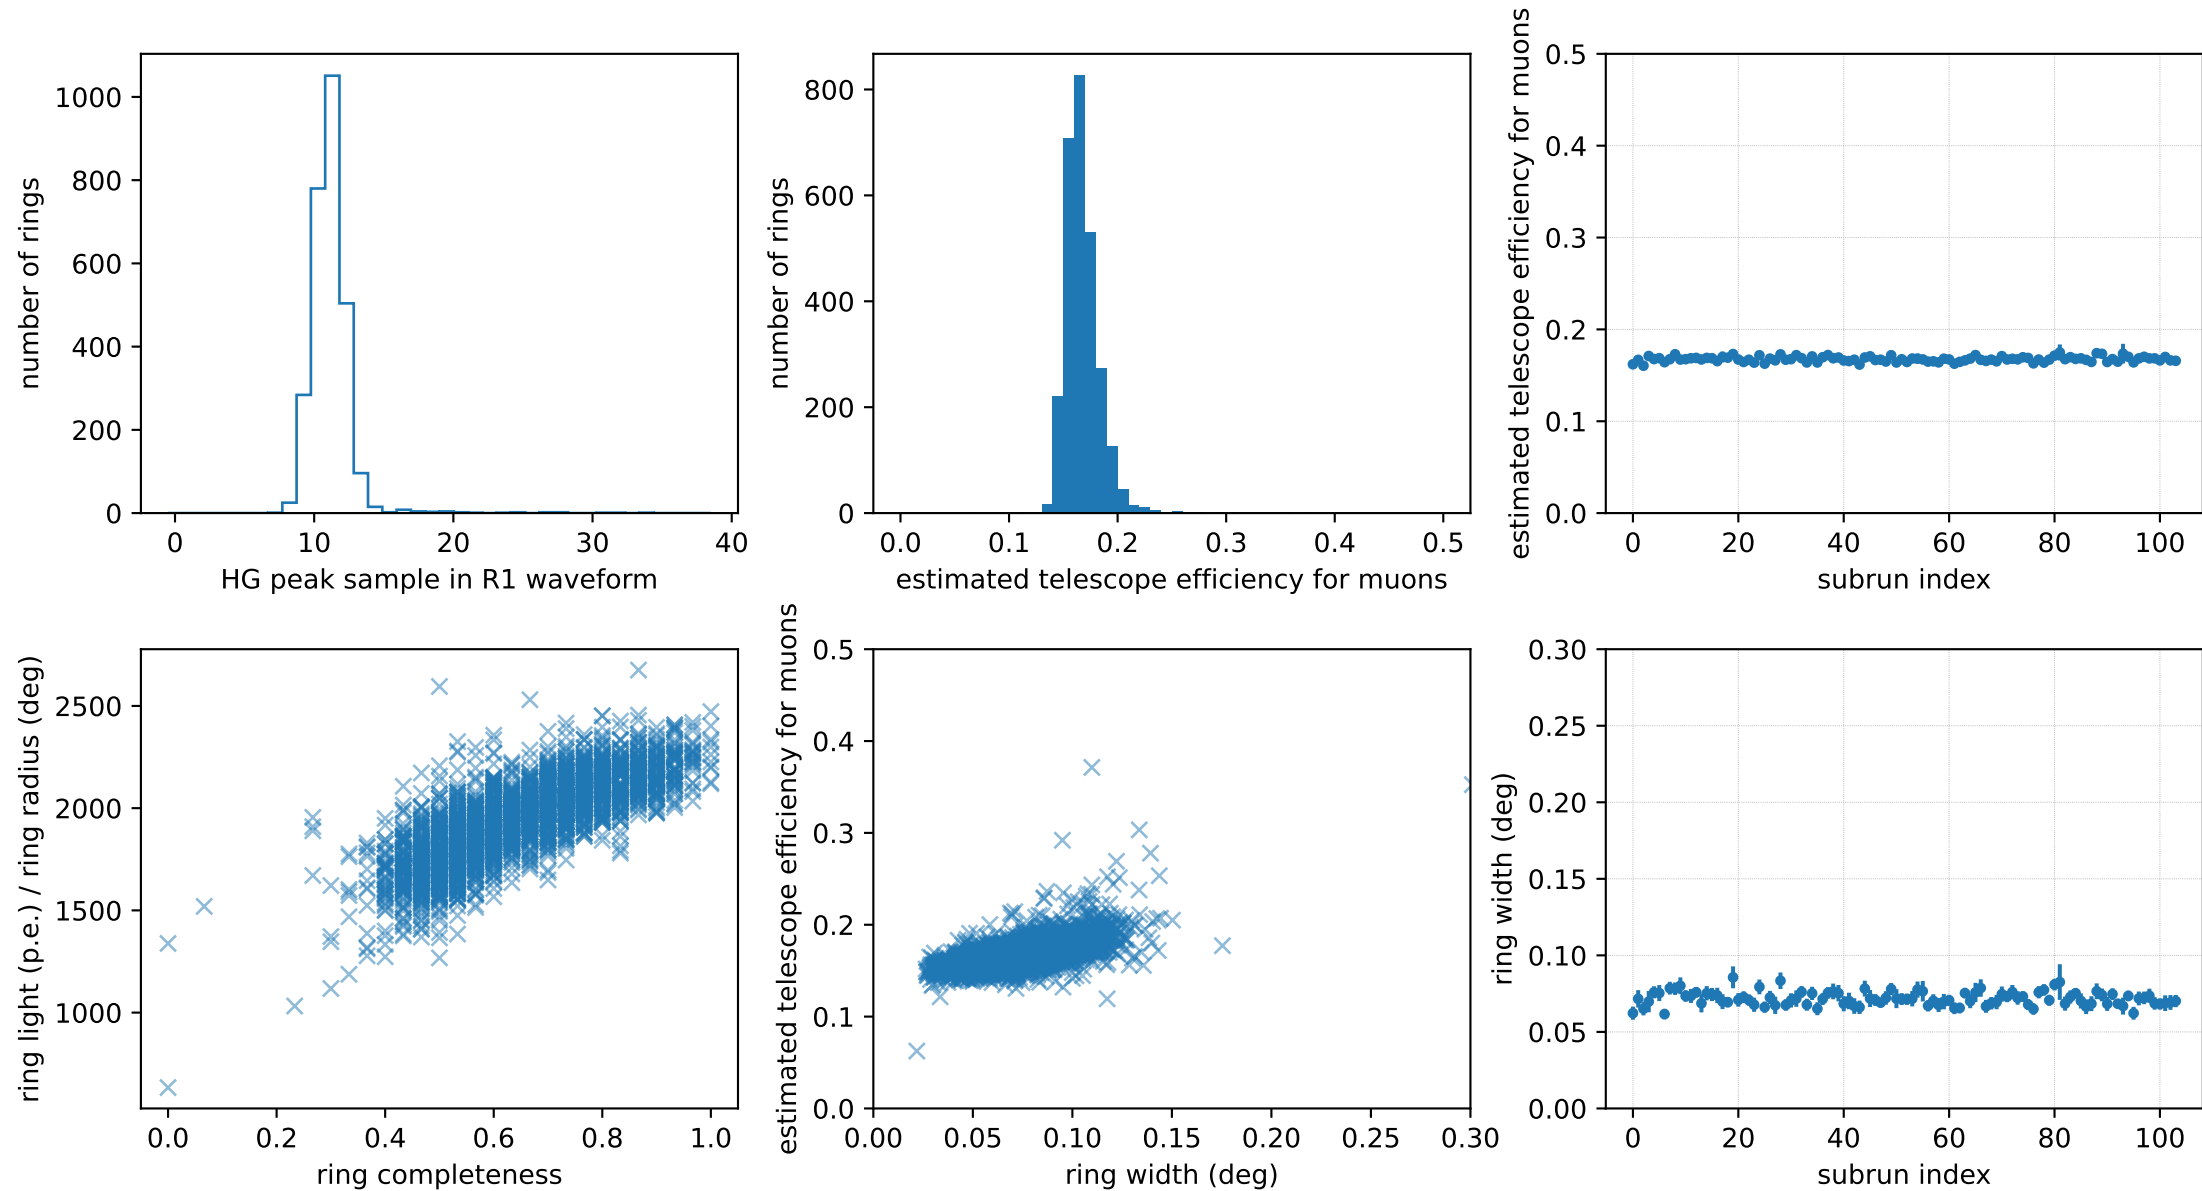 number of rings
1000
800
600
400
200
0
0 10 20 30 40
HG peak sample in R1 waveform
number of rings
800
600
400
200
0
0.0 0.1 0.2 0.3 0.4 0.5
estimated telescope efficiency for muons
estimated telescope efficiency for muons
0.5
0.4
0.3
0.2
0.1
0.0
0 20 40 60 80 100
subrun index
ring light (p.e.) / ring radius (deg)
2500
2000
1500
1000
0.0 0.2 0.4 0.6 0.8 1.0
ring completeness
estimated telescope efficiency for muons
0.5
0.4
0.3
0.2
0.1
0.0
0.00 0.05 0.10 0.15 0.20 0.25 0.30
ring width (deg)
ring width (deg)
0.30
0.25
0.20
0.15
0.10
0.05
0.00
0 20 40 60 80 100
subrun index